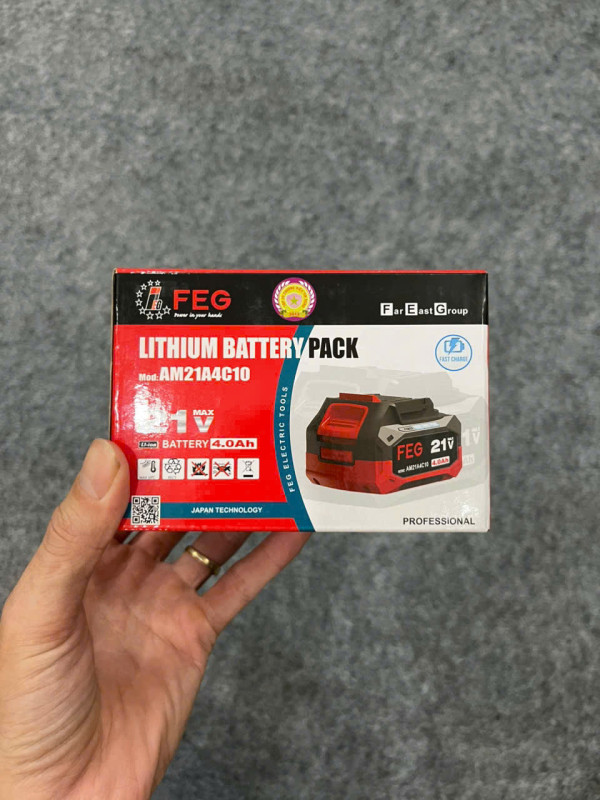 FEG
Power in your hands
Far East Group
LITHIUM BATTERY PACK
Mod: AM21A4C10
FAST CHARGE
21V MAX
Li-ion BATTERY 4.0Ah
FEG ELECTRIC TOOLS
FEG 21V
AM21A4C10 4.0Ah
JAPAN TECHNOLOGY
PROFESSIONAL